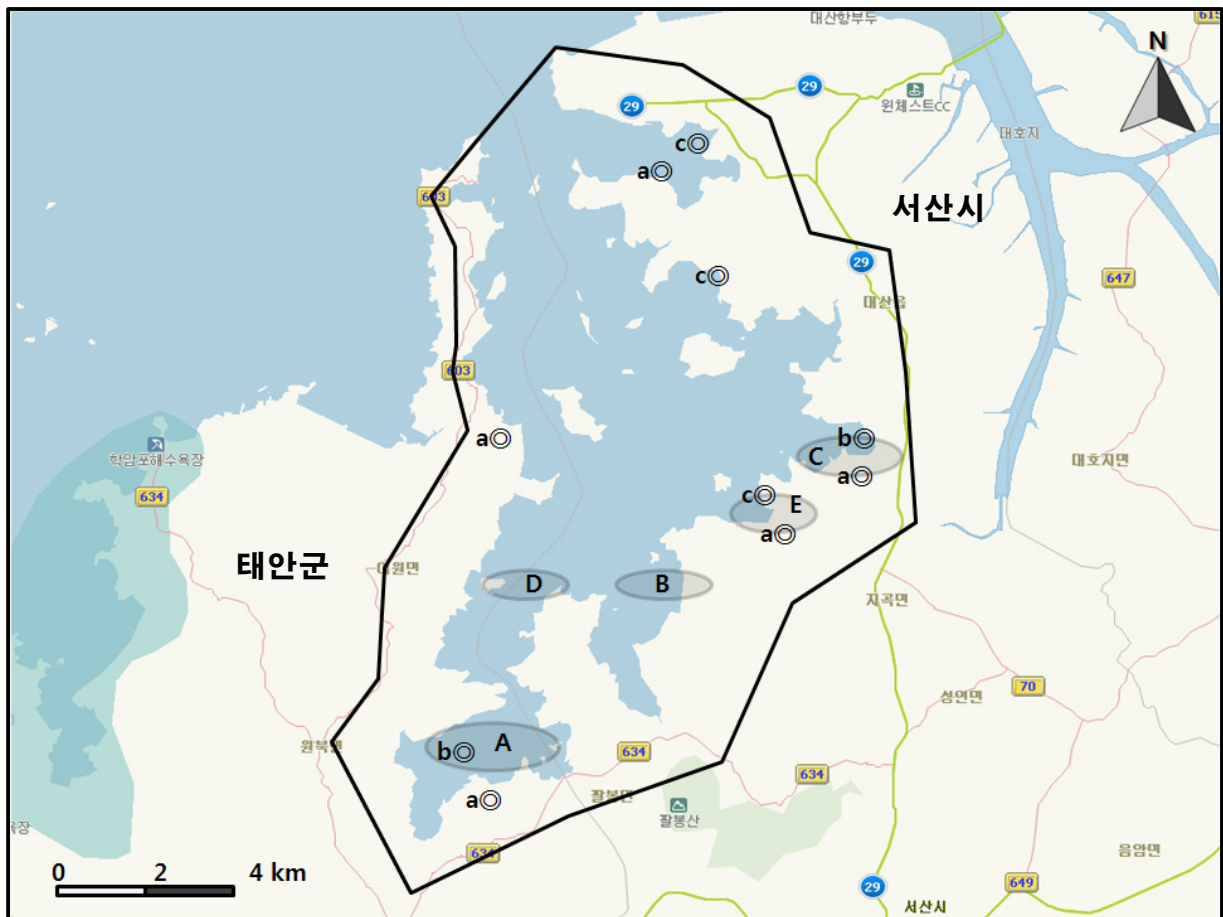 대산항부두
615
N
29
29
윈체스트CC
대호지
c◎
a◎
603
서산시
c◎
29
647
대산읍
603
a◎
b◎
C
a◎
학암포해수욕장
634
대호지면
c◎
E
a◎
태안군
이원면
D
B
지곡면
70
성연면
원북면
b◎
A
634
634
a◎
팔봉면
팔봉산
634
음암면
0
2
4 km
29
649
서산시